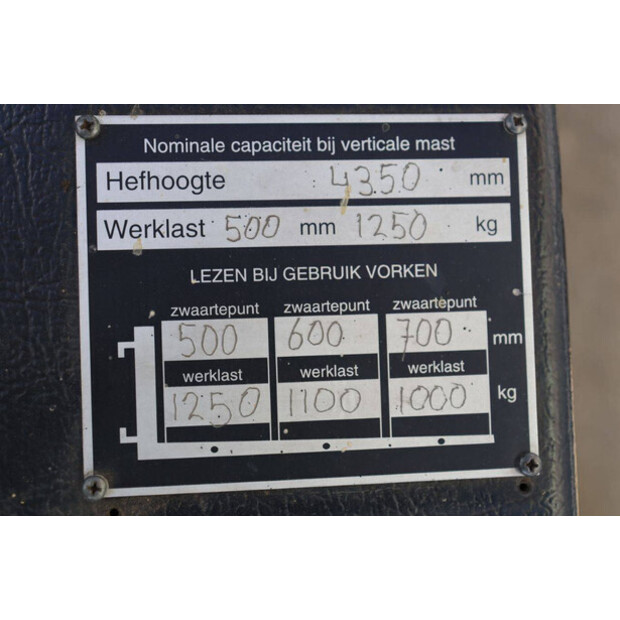 Nominale capaciteit bij verticale mast
Hefhoogte 4350 mm
Werklast 500 mm 1250 kg
LEZEN BIJ GEBRUIK VORKEN
zwaartepunt zwaartepunt zwaartepunt
500 600 700 mm
werklast werklast werklast
1250 1100 1000 kg